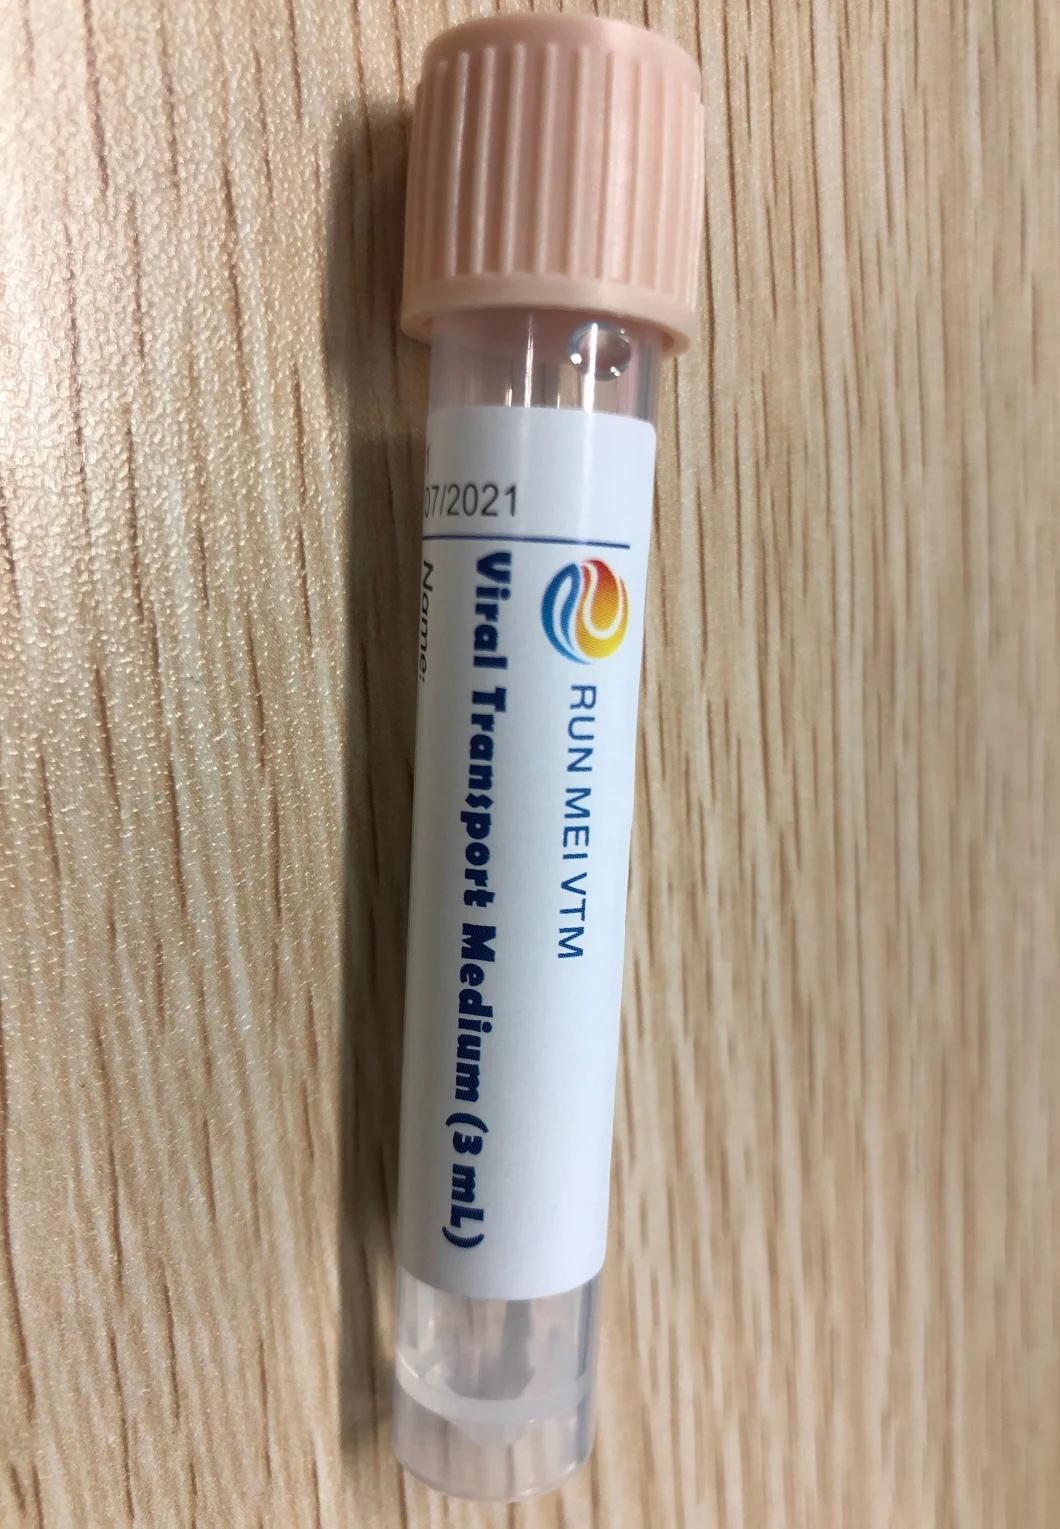 07/2021
RUN MEI VTM
Viral Transport Medium (3 mL)
Name: